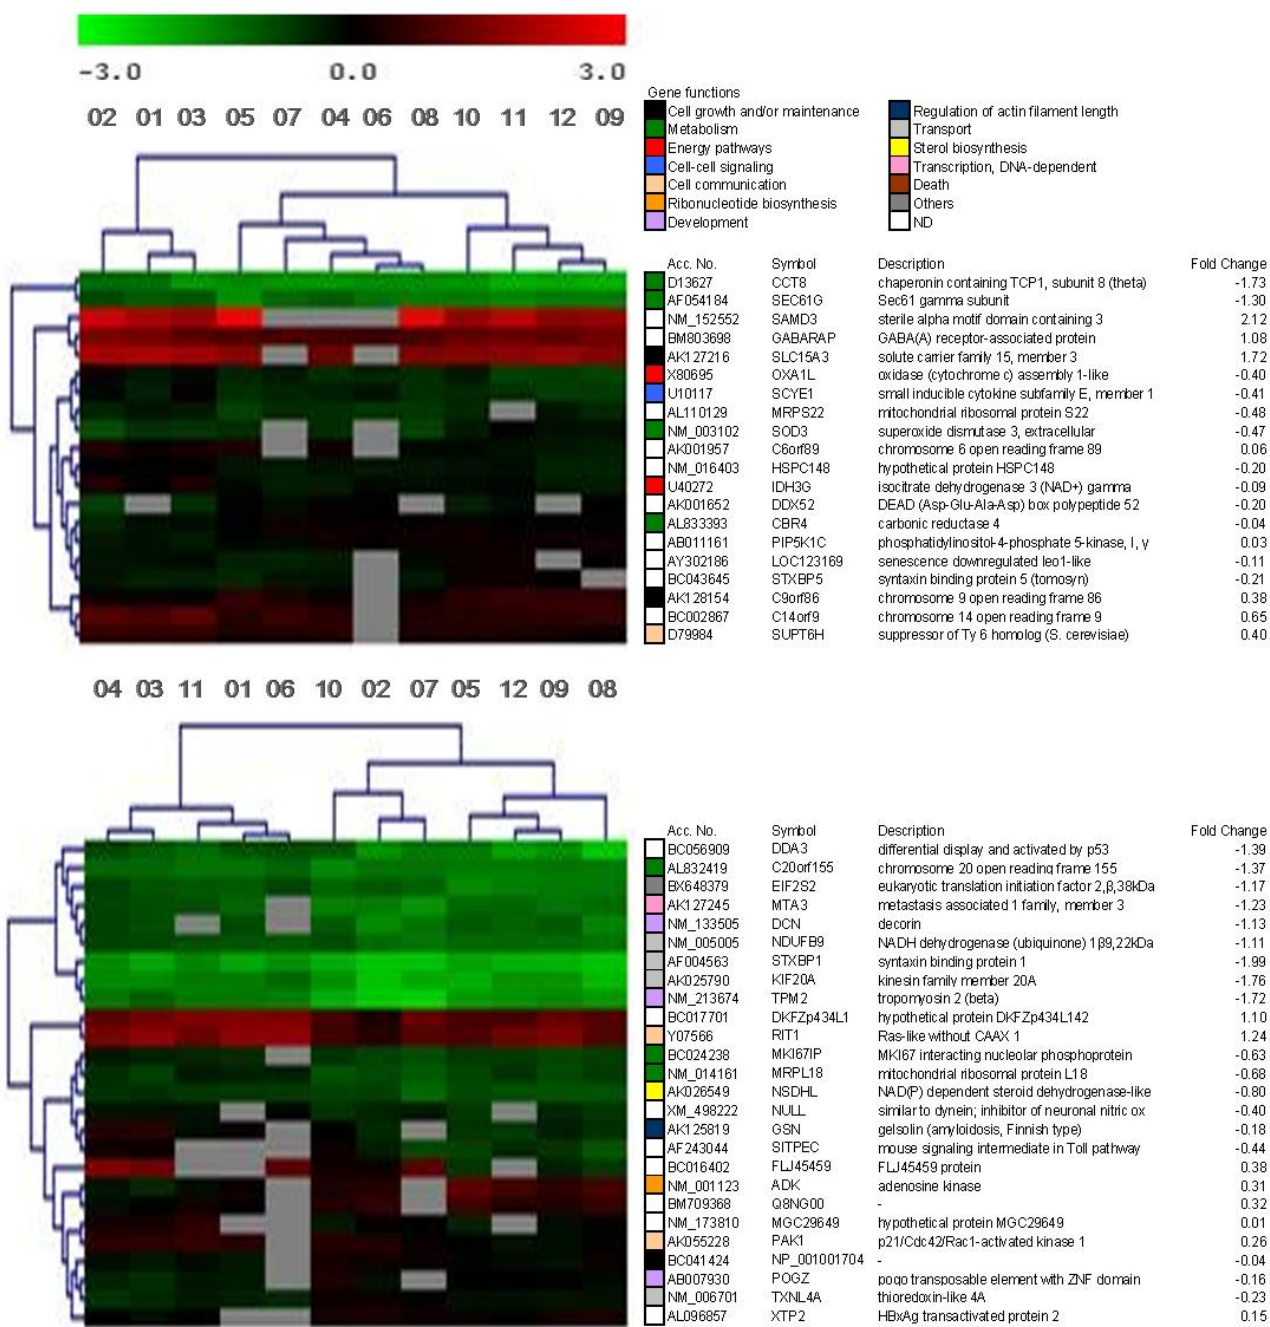 -3.0 0.0 3.0
02 01 03 05 07 04 06 08 10 11 12 09
Gene functions
Cell growth and/or maintenance
Metabolism
Energy pathways
Cell-cell signaling
Cell communication
Ribonucleotide biosynthesis
Development
Regulation of actin filament length
Transport
Sterol biosynthesis
Transcription, DNA-dependent
Death
Others
ND
Acc. No. Symbol Description Fold Change
D13627 CCT8 chaperonin containing TCP1, subunit 8 (theta) -1.73
AF054184 SEC61G Sec61 gamma subunit -1.30
NM_152552 SAMD3 sterile alpha motif domain containing 3 2.12
BM803698 GABARAP GABA(A) receptor-associated protein 1.08
AK127216 SLC15A3 solute carrier family 15, member 3 1.72
X80695 OXA1L oxidase (cytochrome c) assembly 1-like -0.40
U10117 SCYE1 small inducible cytokine subfamily E, member 1 -0.41
AL110129 MRPS22 mitochondrial ribosomal protein S22 -0.48
NM_003102 SOD3 superoxide dismutase 3, extracellular -0.47
AK001957 C6orf89 chromosome 6 open reading frame 89 0.06
NM_016403 HSPC148 hypothetical protein HSPC148 -0.20
U40272 IDH3G isocitrate dehydrogenase 3 (NAD+) gamma -0.09
AK001652 DDX52 DEAD (Asp-Glu-Ala-Asp) box polypeptide 52 -0.20
AL833393 CBR4 carbonic reductase 4 -0.04
AB011161 PIP5K1C phosphatidylinositol-4-phosphate 5-kinase, I, γ 0.03
AY302186 LOC123169 senescence downregulated leo1-like -0.11
BC043645 STXBP5 syntaxin binding protein 5 (tomosyn) -0.21
AK128154 C9orf86 chromosome 9 open reading frame 86 0.38
BC002867 C14orf9 chromosome 14 open reading frame 9 0.65
D79984 SUPT6H suppressor of Ty 6 homolog (S. cerevisiae) 0.40
04 03 11 01 06 10 02 07 05 12 09 08
Acc. No. Symbol Description Fold Change
BC056909 DDA3 differential display and activated by p53 -1.39
AL832419 C20orf155 chromosome 20 open reading frame 155 -1.37
BX648379 EIF2S2 eukaryotic translation initiation factor 2,β,38kDa -1.17
AK127245 MTA3 metastasis associated 1 family, member 3 -1.23
NM_133505 DCN decorin -1.13
NM_005005 NDUFB9 NADH dehydrogenase (ubiquinone) 1β9,22kDa -1.11
AF004563 STXBP1 syntaxin binding protein 1 -1.99
AK025790 KIF20A kinesin family member 20A -1.76
NM_213674 TPM2 tropomyosin 2 (beta) -1.72
BC017701 DKFZp434L1 hypothetical protein DKFZp434L142 1.10
Y07566 RIT1 Ras-like without CAAX 1 1.24
BC024238 MKI67IP MKI67 interacting nucleolar phosphoprotein -0.63
NM_014161 MRPL18 mitochondrial ribosomal protein L18 -0.68
AK026549 NSDHL NAD(P) dependent steroid dehydrogenase-like -0.80
XM_498222 NULL similar to dynein; inhibitor of neuronal nitric ox -0.40
AK125819 GSN gelsolin (amyloidosis, Finnish type) -0.18
AF243044 SITPEC mouse signaling intermediate in Toll pathway -0.44
BC016402 FLJ45459 FLJ45459 protein 0.38
NM_001123 ADK adenosine kinase 0.31
BM709368 Q8NG00 - 0.32
NM_173810 MGC29649 hypothetical protein MGC29649 0.01
AK055228 PAK1 p21/Cdc42/Rac1-activated kinase 1 0.26
BC041424 NP_001001704 - -0.04
AB007930 POGZ pogo transposable element with ZNF domain -0.16
NM_006701 TXNL4A thioredoxin-like 4A -0.23
AL096857 XTP2 HBxAg transactivated protein 2 0.15